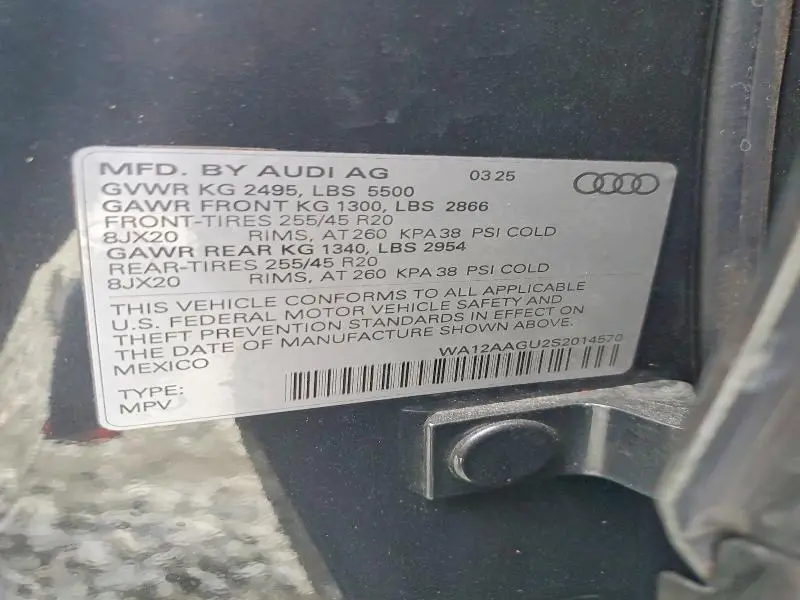 MFD. BY AUDI AG 03 25
GVWR KG 2495, LBS 5500
GAWR FRONT KG 1300, LBS 2866
FRONT-TIRES 255/45 R20
8JX20 RIMS, AT 260 KPA 38 PSI COLD
GAWR REAR KG 1340, LBS 2954
REAR-TIRES 255/45 R20
8JX20 RIMS, AT 260 KPA 38 PSI COLD
THIS VEHICLE CONFORMS TO ALL APPLICABLE
U.S. FEDERAL MOTOR VEHICLE SAFETY AND
THEFT PREVENTION STANDARDS IN EFFECT ON
THE DATE OF MANUFACTURE SHOWN ABOVE.
MEXICO WA12AAGU2S2014570
TYPE:
MPV